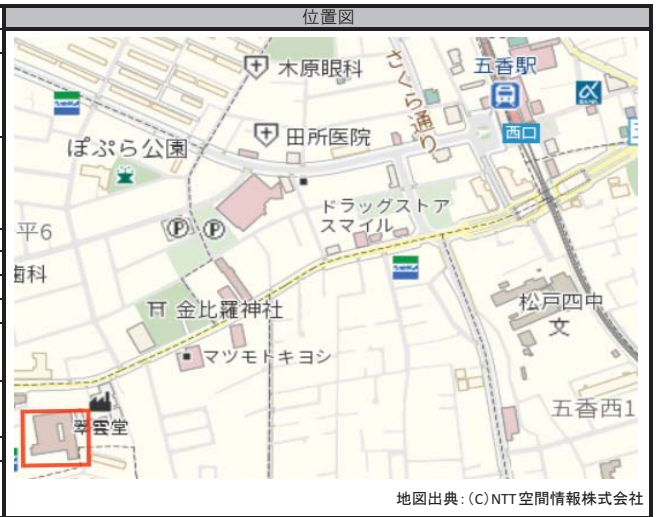 位置図
木原眼科
さくら通り
五香駅
西口
田所医院
ぽぷら公園
ドラッグストア
スマイル
平6
歯科
金比羅神社
マツモトキヨシ
松戸四中
文
五香西1
翠雲堂
地図出典：(C)NTT空間情報株式会社